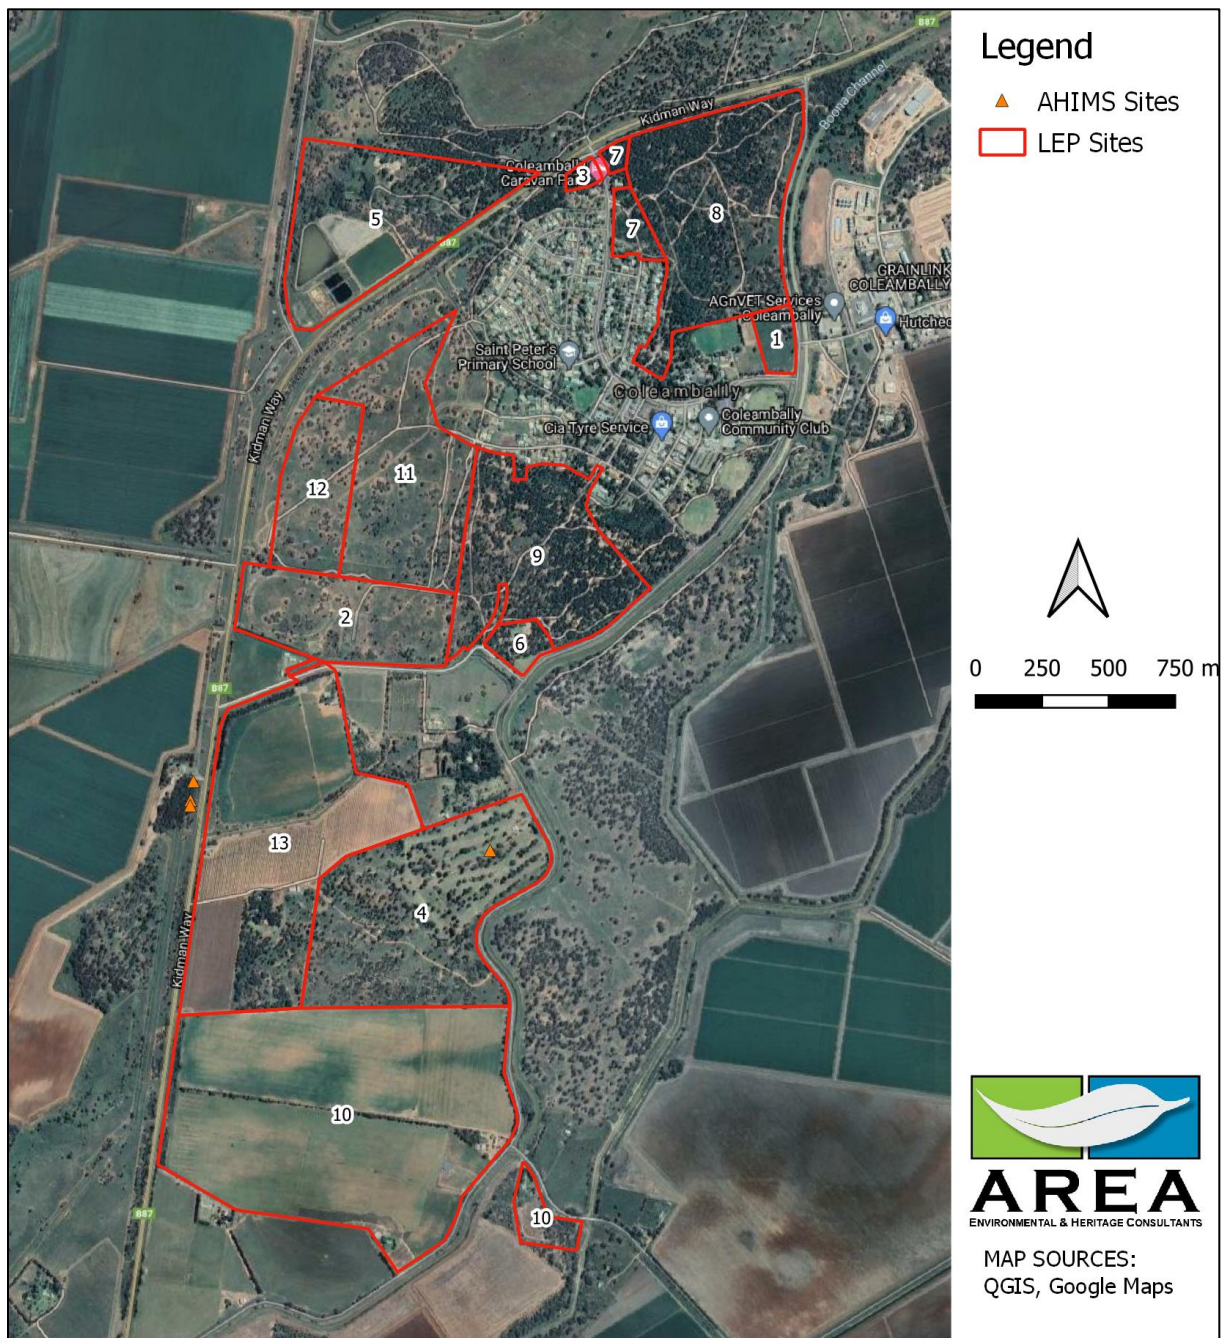 Legend
AHIMS Sites
LEP Sites
B87
Kidman Way
Boona Channel
Coleambally
Caravan Par
3
7
7
8
5
B87
GRAINLINK
COLEAMBALLY
AGnVET Services
Coleambally
Hutcheo
1
Saint Peter's
Primary School
Coleambally
Cia Tyre Service
Coleambally
Community Club
Kidman Way
11
12
9
2
6
B87
0 250 500 750 m
13
4
Kidman Way
10
10
B87
AREA
ENVIRONMENTAL & HERITAGE CONSULTANTS
MAP SOURCES:
QGIS, Google Maps